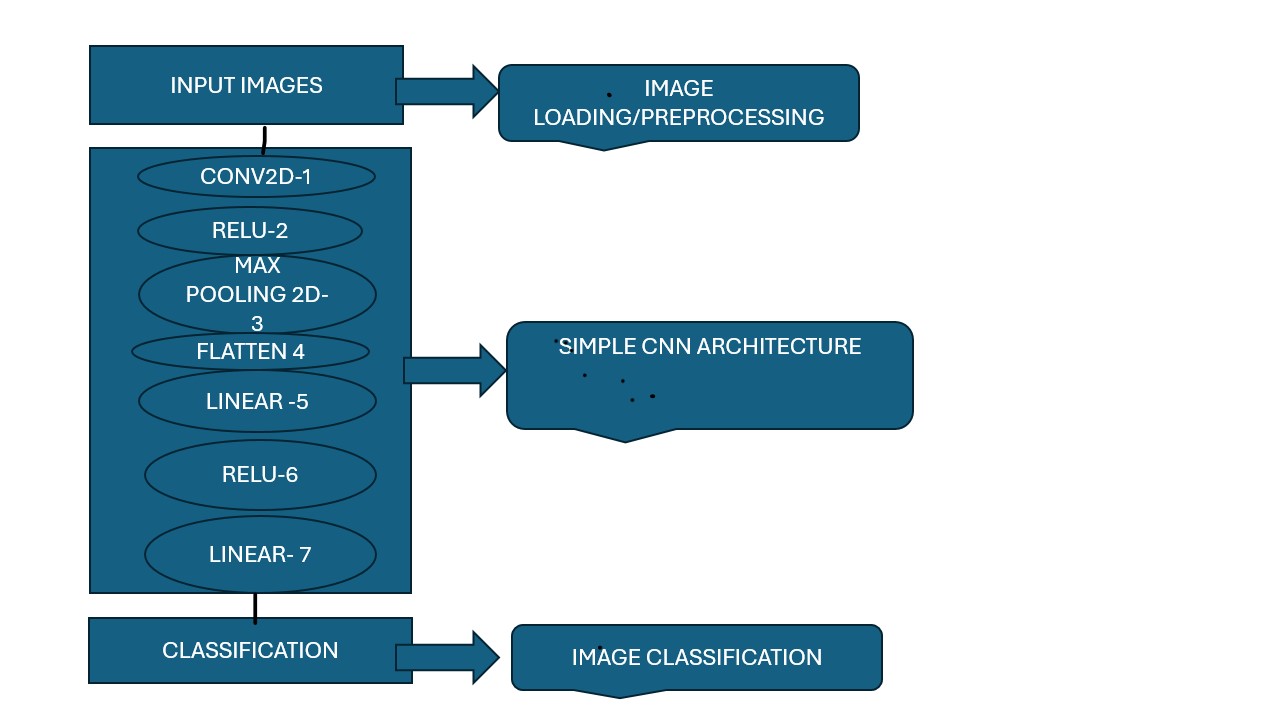 INPUT IMAGES
IMAGE
LOADING/PREPROCESSING
CONV2D-1
RELU-2
MAX
POOLING 2D-
3
FLATTEN 4
LINEAR -5
RELU-6
LINEAR- 7
SIMPLE CNN ARCHITECTURE
CLASSIFICATION
IMAGE CLASSIFICATION